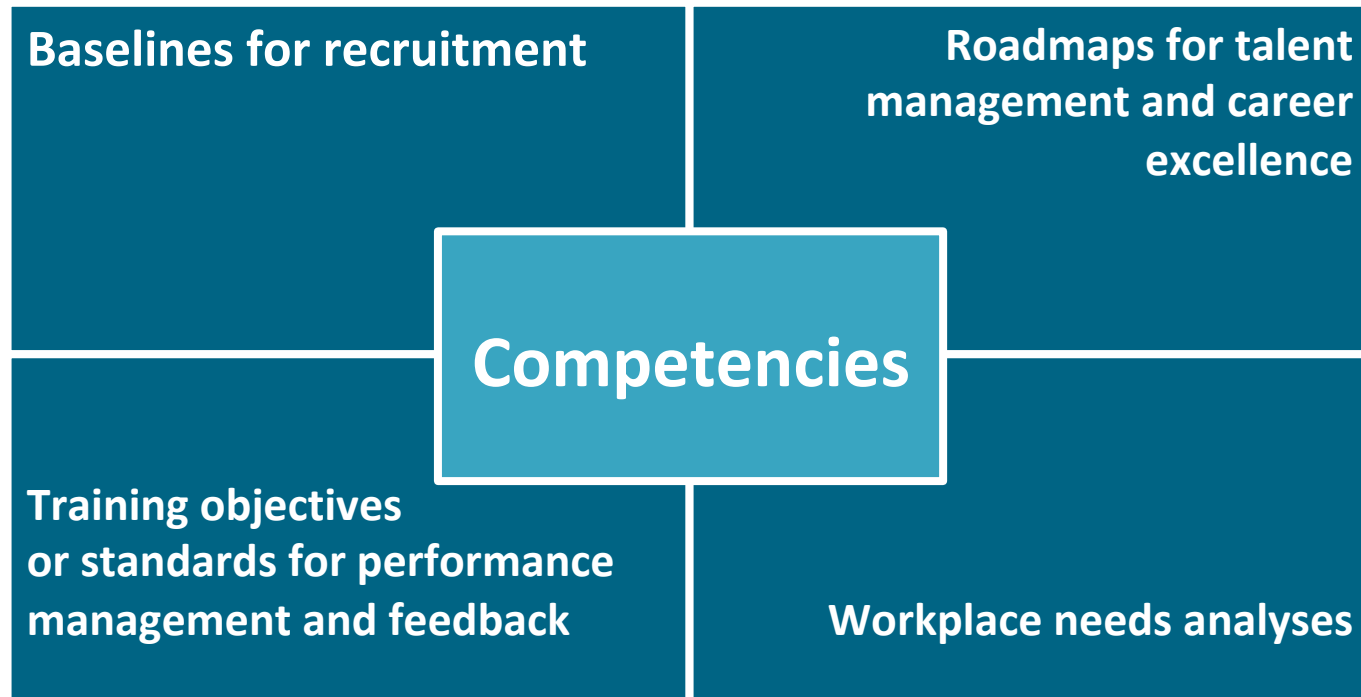 Baselines for recruitment
Roadmaps for talent
management and career
excellence
Competencies
Training objectives
or standards for performance
management and feedback
Workplace needs analyses